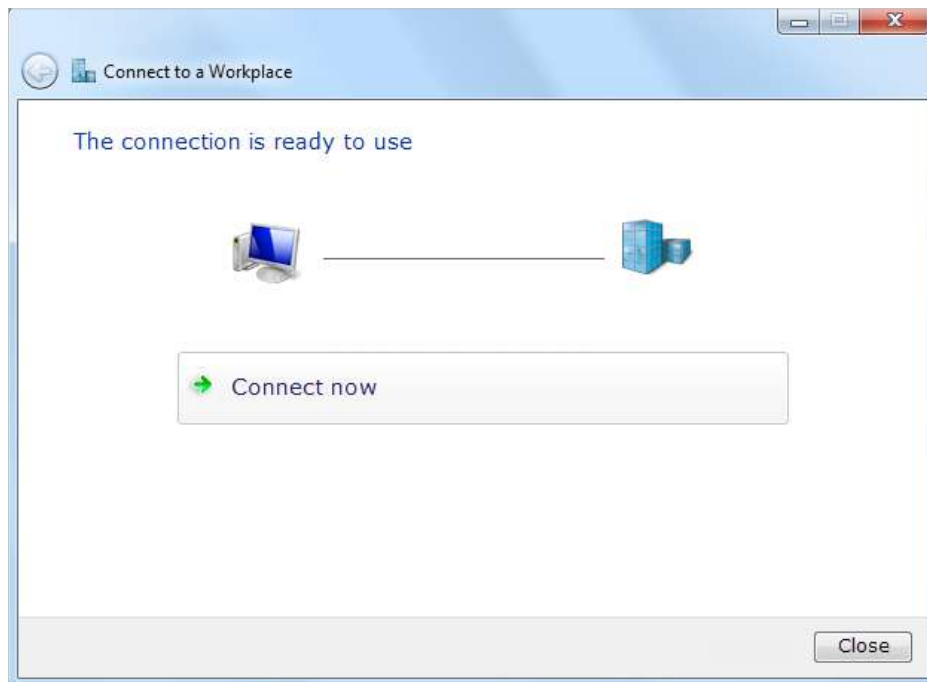 Connect to a Workplace
The connection is ready to use
Connect now
Close